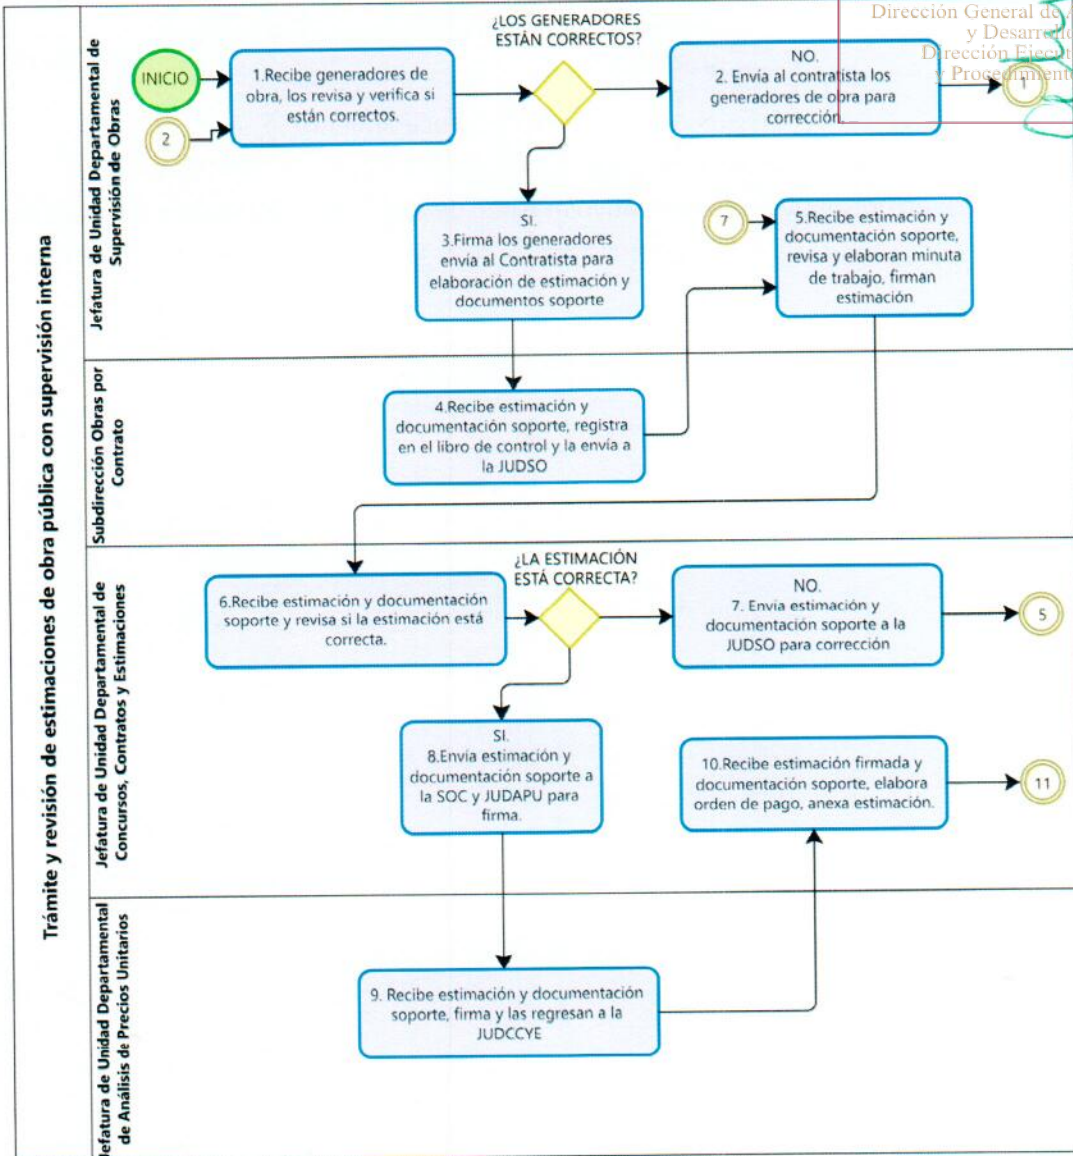 Trámite y revisión de estimaciones de obra pública con supervisión interna
Jefatura de Unidad Departamental de
Supervisión de Obras
¿LOS GENERADORES
ESTÁN CORRECTOS?
Dirección General de
y Desarrollo
Dirección
y
INICIO
2
1.Recibe generadores de
obra, los revisa y verifica si
están correctos.
NO.
2. Envía al contratista los
generadores de obra para
corrección.
1
SI.
3.Firma los generadores
envía al Contratista para
elaboración de estimación y
documentos soporte
7
5.Recibe estimación y
documentación soporte,
revisa y elaboran minuta
de trabajo, firman
estimación
Subdirección Obras por
Contrato
4.Recibe estimación y
documentación soporte, registra
en el libro de control y la envía a
la JUDSO
Jefatura de Unidad Departamental de
Concursos, Contratos y Estimaciones
¿LA ESTIMACIÓN
ESTÁ CORRECTA?
6.Recibe estimación y documentación
soporte y revisa si la estimación está
correcta.
NO.
7. Envía estimación y
documentación soporte a la
JUDSO para corrección
5
SI.
8.Envía estimación y
documentación soporte a
la SOC y JUDAPU para
firma.
10.Recibe estimación firmada y
documentación soporte, elabora
orden de pago, anexa estimación.
11
Jefatura de Unidad Departamental
de Análisis de Precios Unitarios
9. Recibe estimación y documentación
soporte, firma y las regresan a la
JUDCCYE